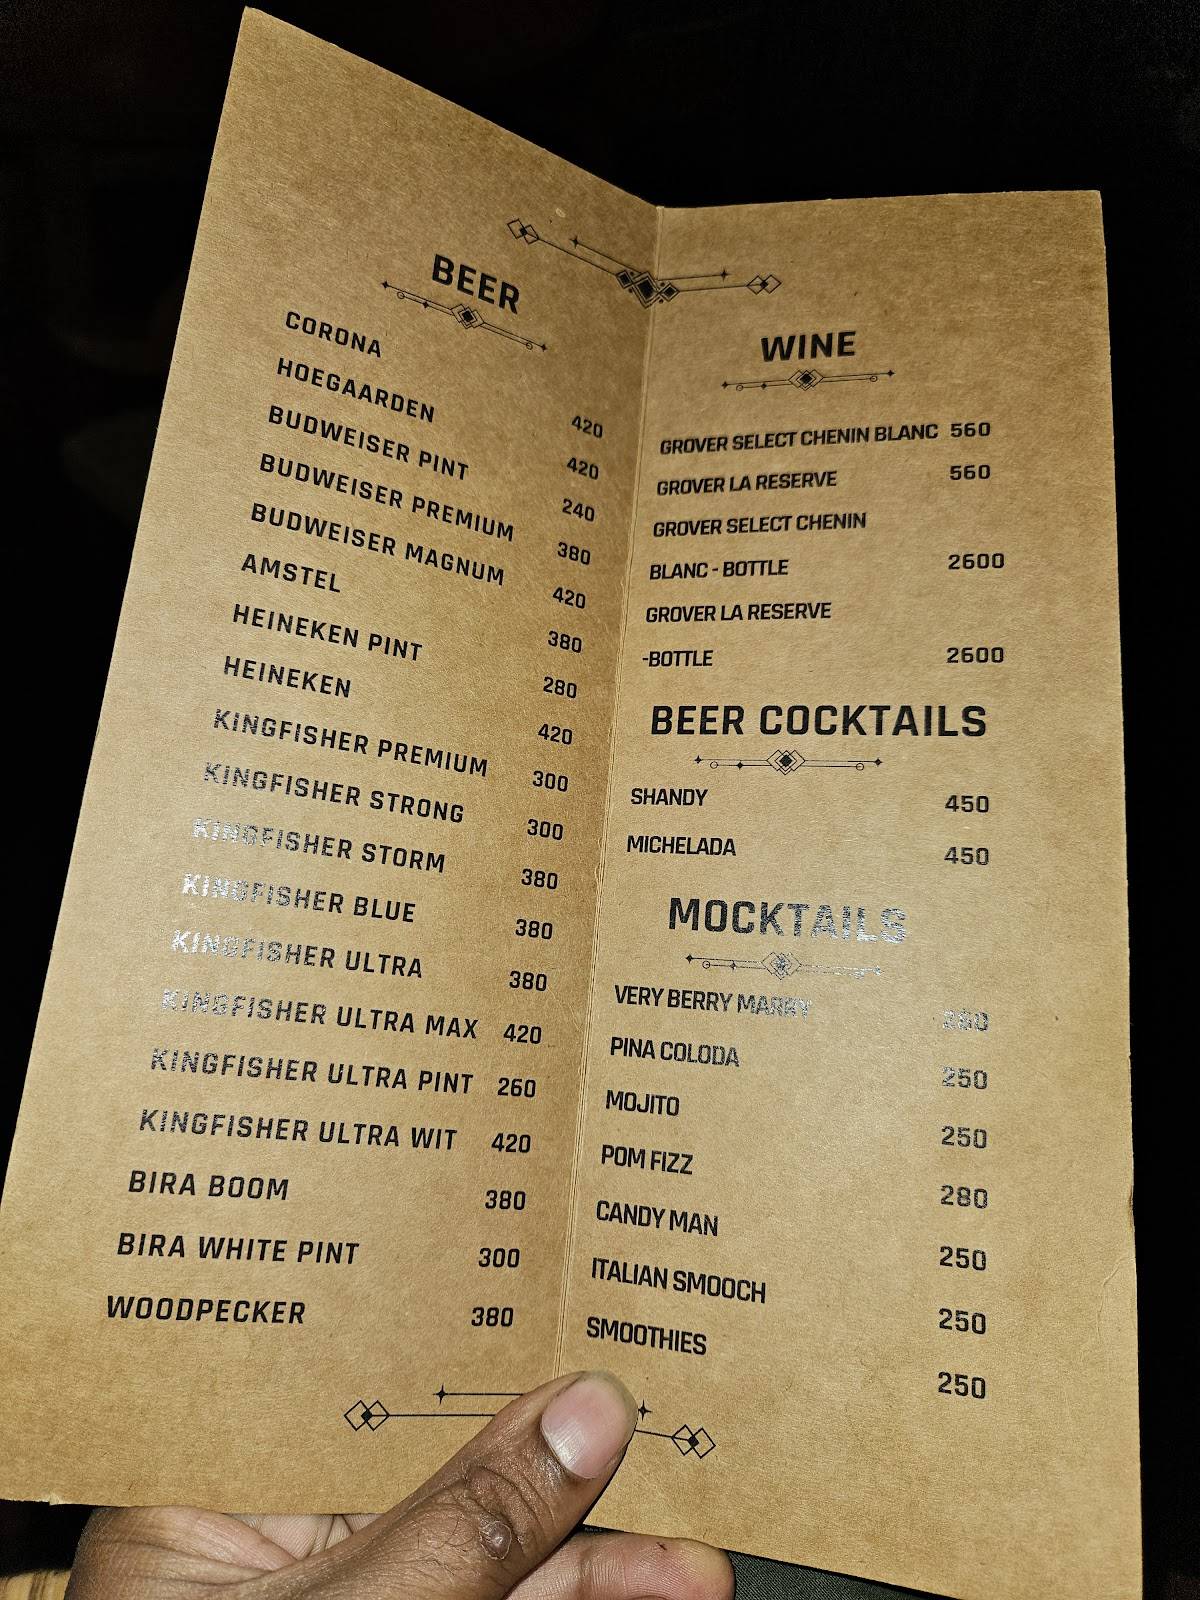 BEER
CORONA 420
HOEGAARDEN 420
BUDWEISER PINT 240
BUDWEISER PREMIUM 380
BUDWEISER MAGNUM 420
AMSTEL 380
HEINEKEN PINT 280
HEINEKEN 420
KINGFISHER PREMIUM 300
KINGFISHER STRONG 300
KINGFISHER STORM 380
KINGFISHER BLUE 380
KINGFISHER ULTRA 380
KINGFISHER ULTRA MAX 420
KINGFISHER ULTRA PINT 260
KINGFISHER ULTRA WIT 420
BIRA BOOM 380
BIRA WHITE PINT 300
WOODPECKER 380
WINE
GROVER SELECT CHENIN BLANC 560
GROVER LA RESERVE 560
GROVER SELECT CHENIN
BLANC - BOTTLE 2600
GROVER LA RESERVE
-BOTTLE 2600
BEER COCKTAILS
SHANDY 450
MICHELADA 450
MOCKTAILS
VERY BERRY MARRY
PINA COLODA 250
MOJITO 250
POM FIZZ 280
CANDY MAN 250
ITALIAN SMOOCH 250
SMOOTHIES 250